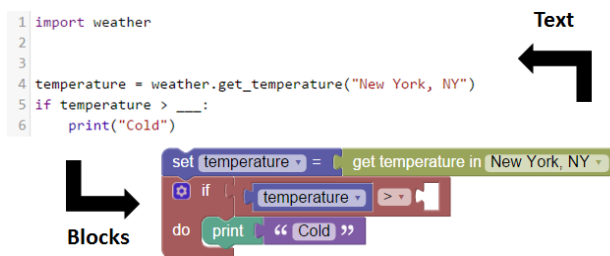 Text
1 import weather
2
3
4 temperature = weather.get_temperature("New York, NY")
5 if temperature > ___:
6     print("Cold")
set temperature ▾ = get temperature in New York, NY ▾
if temperature ▾ > ▾
do print “ Cold ”
Blocks